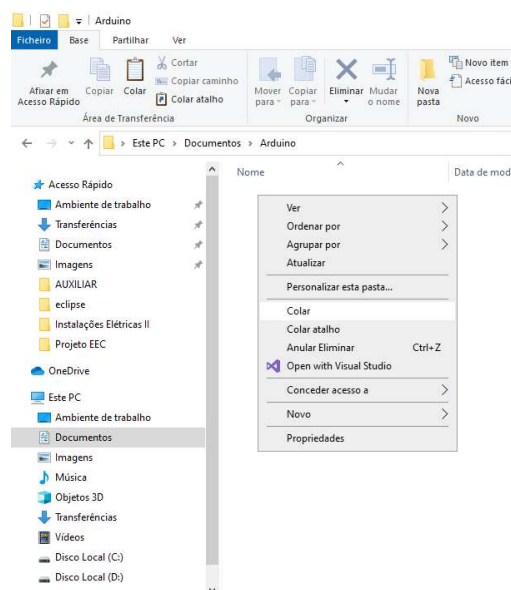 Arduino
Ficheiro Base Partilhar Ver
Afixar em Acesso Rápido
Copiar
Colar
Cortar
Copiar caminho
Colar atalho
Área de Transferência
Mover para
Copiar para
Eliminar
Mudar o nome
Organizar
Nova pasta
Novo item
Acesso fáci
Novo
Este PC > Documentos > Arduino
Nome
Data de mod
Acesso Rápido
Ambiente de trabalho
Transferências
Documentos
Imagens
AUXILIAR
eclipse
Instalações Elétricas II
Projeto EEC
OneDrive
Este PC
Ambiente de trabalho
Documentos
Imagens
Música
Objetos 3D
Transferências
Vídeos
Disco Local (C:)
Disco Local (D:)
Ver
Ordenar por
Agrupar por
Atualizar
Personalizar esta pasta...
Colar
Colar atalho
Anular Eliminar Ctrl+Z
Open with Visual Studio
Conceder acesso a
Novo
Propriedades